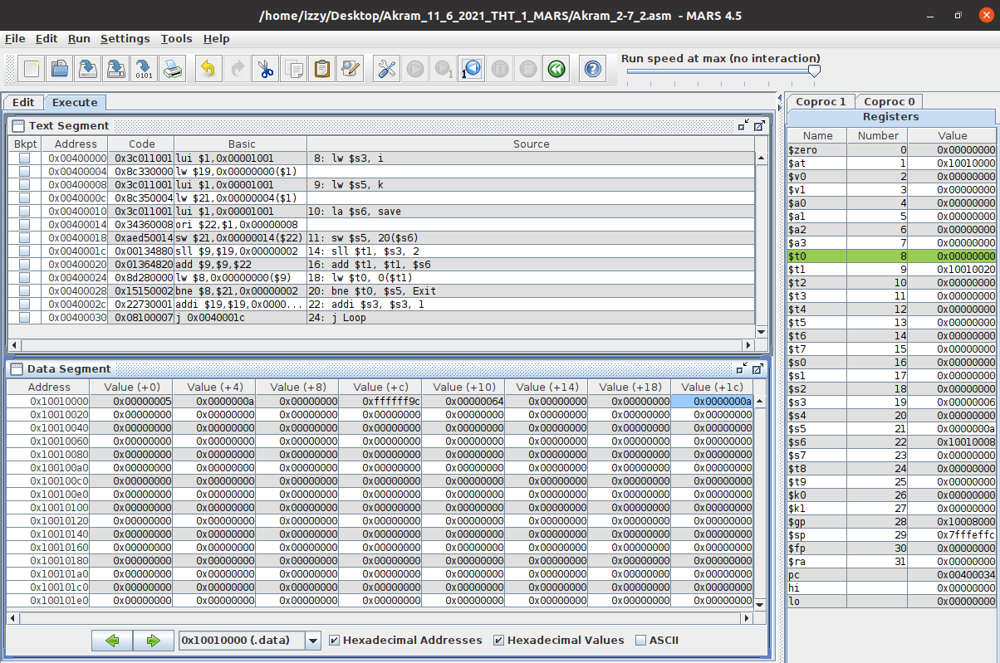 /home/izzy/Desktop/Akram_11_6_2021_THT_1_MARS/Akram_2-7_2.asm - MARS 4.5
File Edit Run Settings Tools Help
Run speed at max (no interaction)
0101 1 1
Edit Execute
Text Segment
Bkpt Address Code Basic Source
0x00400000 0x3c011001 lui $1,0x00001001 8: lw $s3, i
0x00400004 0x8c330000 lw $19,0x00000000($1)
0x00400008 0x3c011001 lui $1,0x00001001 9: lw $s5, k
0x0040000c 0x8c350004 lw $21,0x00000004($1)
0x00400010 0x3c011001 lui $1,0x00001001 10: la $s6, save
0x00400014 0x34360008 ori $22,$1,0x00000008
0x00400018 0xaed50014 sw $21,0x00000014($22) 11: sw $s5, 20($s6)
0x0040001c 0x00134880 sll $9,$19,0x00000002 14: sll $t1, $s3, 2
0x00400020 0x01364820 add $9,$9,$22 16: add $t1, $t1, $s6
0x00400024 0x8d280000 lw $8,0x00000000($9) 18: lw $t0, 0($t1)
0x00400028 0x15150002 bne $8,$21,0x00000002 20: bne $t0, $s5, Exit
0x0040002c 0x22730001 addi $19,$19,0x0000... 22: addi $s3, $s3, 1
0x00400030 0x08100007 j 0x0040001c 24: j Loop
Data Segment
Address Value (+0) Value (+4) Value (+8) Value (+c) Value (+10) Value (+14) Value (+18) Value (+1c)
0x10010000 0x00000005 0x0000000a 0x00000000 0xffffff9c 0x00000064 0x00000000 0x00000000 0x0000000a
0x10010020 0x00000000 0x00000000 0x00000000 0x00000000 0x00000000 0x00000000 0x00000000 0x00000000
0x10010040 0x00000000 0x00000000 0x00000000 0x00000000 0x00000000 0x00000000 0x00000000 0x00000000
0x10010060 0x00000000 0x00000000 0x00000000 0x00000000 0x00000000 0x00000000 0x00000000 0x00000000
0x10010080 0x00000000 0x00000000 0x00000000 0x00000000 0x00000000 0x00000000 0x00000000 0x00000000
0x100100a0 0x00000000 0x00000000 0x00000000 0x00000000 0x00000000 0x00000000 0x00000000 0x00000000
0x100100c0 0x00000000 0x00000000 0x00000000 0x00000000 0x00000000 0x00000000 0x00000000 0x00000000
0x100100e0 0x00000000 0x00000000 0x00000000 0x00000000 0x00000000 0x00000000 0x00000000 0x00000000
0x10010100 0x00000000 0x00000000 0x00000000 0x00000000 0x00000000 0x00000000 0x00000000 0x00000000
0x10010120 0x00000000 0x00000000 0x00000000 0x00000000 0x00000000 0x00000000 0x00000000 0x00000000
0x10010140 0x00000000 0x00000000 0x00000000 0x00000000 0x00000000 0x00000000 0x00000000 0x00000000
0x10010160 0x00000000 0x00000000 0x00000000 0x00000000 0x00000000 0x00000000 0x00000000 0x00000000
0x10010180 0x00000000 0x00000000 0x00000000 0x00000000 0x00000000 0x00000000 0x00000000 0x00000000
0x100101a0 0x00000000 0x00000000 0x00000000 0x00000000 0x00000000 0x00000000 0x00000000 0x00000000
0x100101c0 0x00000000 0x00000000 0x00000000 0x00000000 0x00000000 0x00000000 0x00000000 0x00000000
0x100101e0 0x00000000 0x00000000 0x00000000 0x00000000 0x00000000 0x00000000 0x00000000 0x00000000
0x10010000 (.data) Hexadecimal Addresses Hexadecimal Values ASCII
Coproc 1 Coproc 0
Registers
Name Number Value
$zero 0 0x00000000
$at 1 0x10010000
$v0 2 0x00000000
$v1 3 0x00000000
$a0 4 0x00000000
$a1 5 0x00000000
$a2 6 0x00000000
$a3 7 0x00000000
$t0 8 0x00000000
$t1 9 0x10010020
$t2 10 0x00000000
$t3 11 0x00000000
$t4 12 0x00000000
$t5 13 0x00000000
$t6 14 0x00000000
$t7 15 0x00000000
$s0 16 0x00000000
$s1 17 0x00000000
$s2 18 0x00000000
$s3 19 0x00000006
$s4 20 0x00000000
$s5 21 0x0000000a
$s6 22 0x10010008
$s7 23 0x00000000
$t8 24 0x00000000
$t9 25 0x00000000
$k0 26 0x00000000
$k1 27 0x00000000
$gp 28 0x10008000
$sp 29 0x7fffeffc
$fp 30 0x00000000
$ra 31 0x00000000
pc 0x00400034
hi 0x00000000
lo 0x00000000